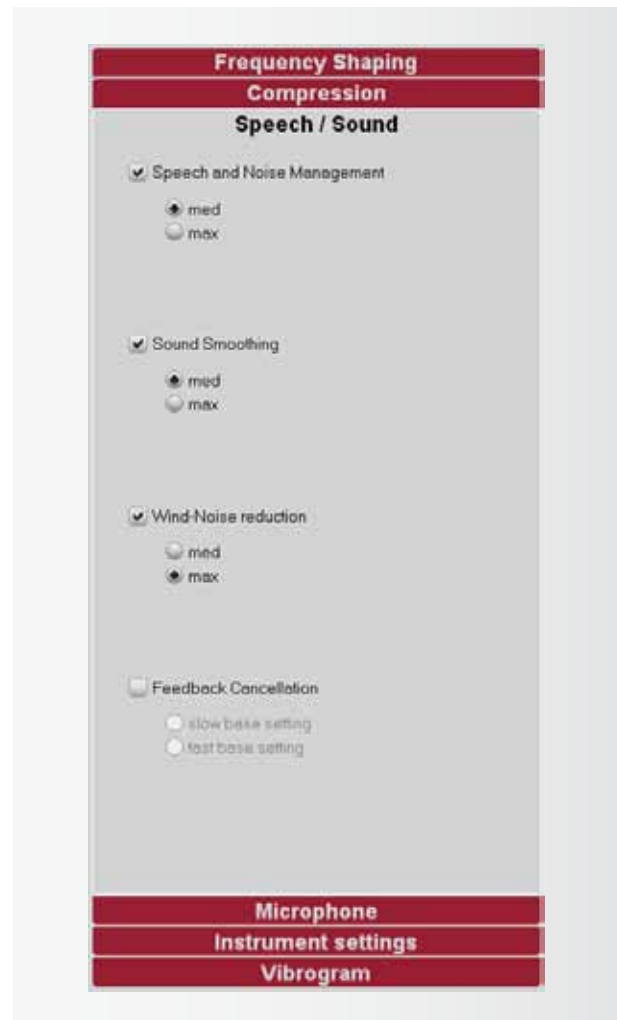 Frequency Shaping
Compression
Speech / Sound
Speech and Noise Management
med
max
Sound Smoothing
med
max
Wind-Noise reduction
med
max
Feedback Cancellation
slow base setting
fast base setting
Microphone
Instrument settings
Vibrogram